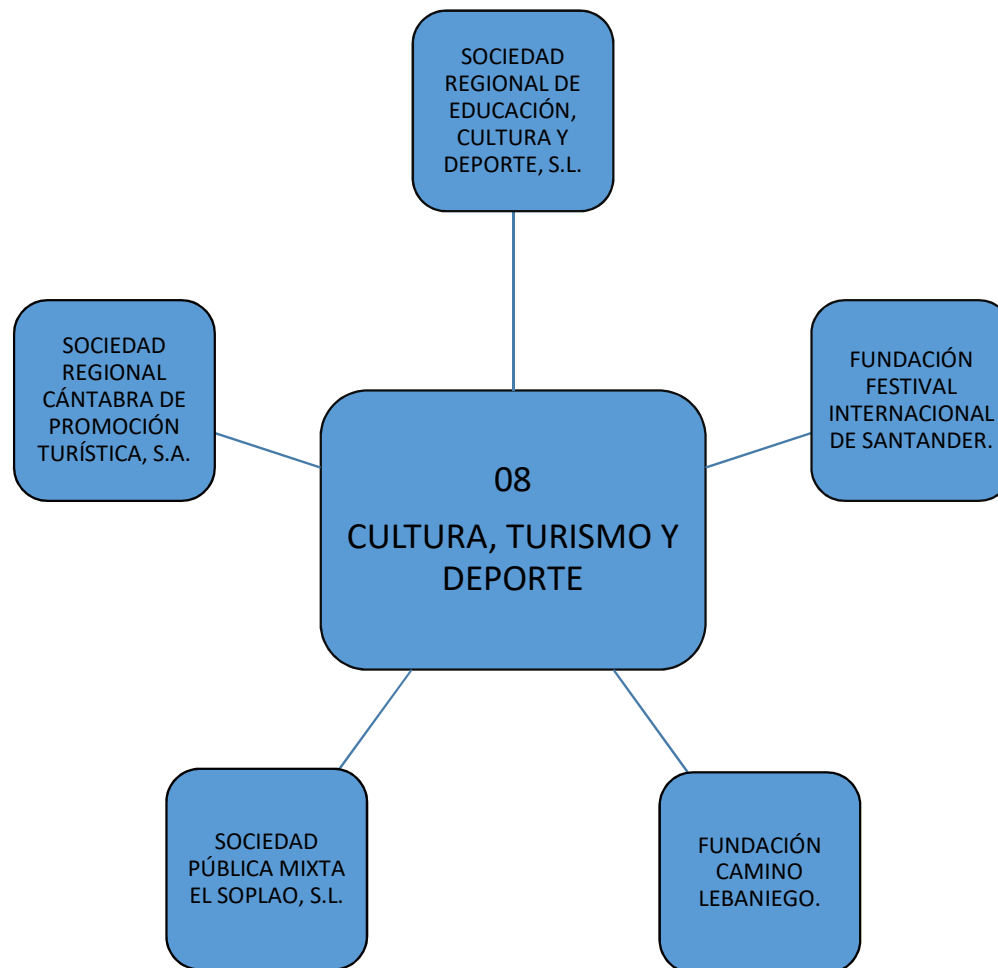 SOCIEDAD
REGIONAL DE
EDUCACIÓN,
CULTURA Y
DEPORTE, S.L.
SOCIEDAD
REGIONAL
CÁNTABRA DE
PROMOCIÓN
TURÍSTICA, S.A.
FUNDACIÓN
FESTIVAL
INTERNACIONAL
DE SANTANDER.
08
CULTURA, TURISMO Y
DEPORTE
SOCIEDAD
PÚBLICA MIXTA
EL SOPLAO, S.L.
FUNDACIÓN
CAMINO
LEBANIEGO.